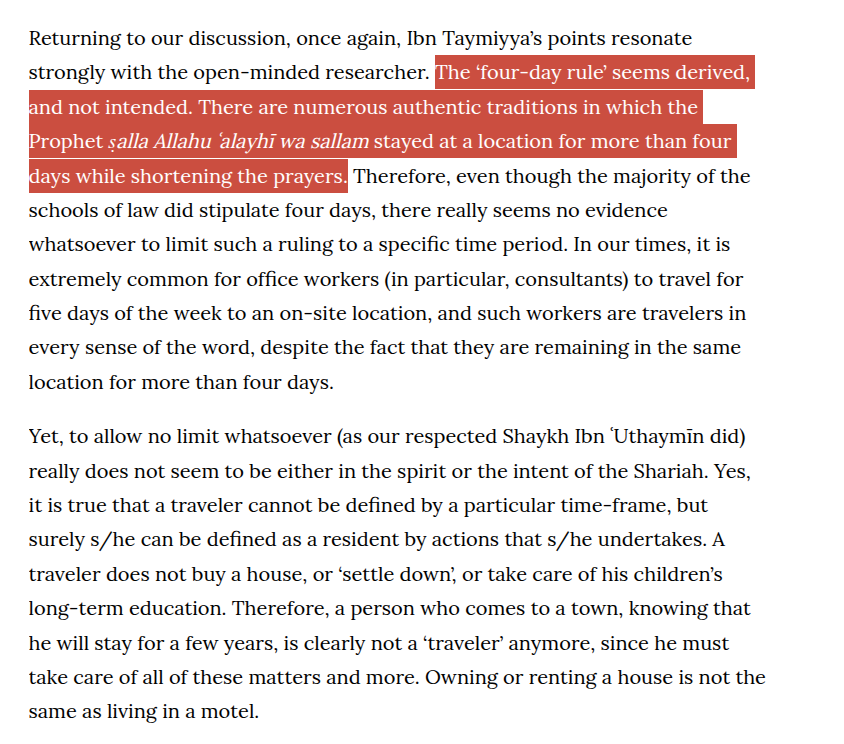 Returning to our discussion, once again, Ibn Taymiyya’s points resonate
strongly with the open-minded researcher. The ‘four-day rule’ seems derived,
and not intended. There are numerous authentic traditions in which the
Prophet ṣalla Allahu ʿalayhī wa sallam stayed at a location for more than four
days while shortening the prayers. Therefore, even though the majority of the
schools of law did stipulate four days, there really seems no evidence
whatsoever to limit such a ruling to a specific time period. In our times, it is
extremely common for office workers (in particular, consultants) to travel for
five days of the week to an on-site location, and such workers are travelers in
every sense of the word, despite the fact that they are remaining in the same
location for more than four days.
Yet, to allow no limit whatsoever (as our respected Shaykh Ibn ʿUthaymīn did)
really does not seem to be either in the spirit or the intent of the Shariah. Yes,
it is true that a traveler cannot be defined by a particular time-frame, but
surely s/he can be defined as a resident by actions that s/he undertakes. A
traveler does not buy a house, or ‘settle down’, or take care of his children’s
long-term education. Therefore, a person who comes to a town, knowing that
he will stay for a few years, is clearly not a ‘traveler’ anymore, since he must
take care of all of these matters and more. Owning or renting a house is not the
same as living in a motel.